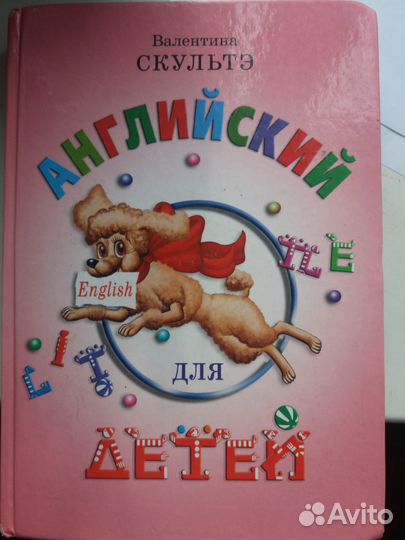 Валентина
СКУЛЬТЭ
АНГЛИЙСКИЙ
English
для
ДЕТЕЙ
Avito